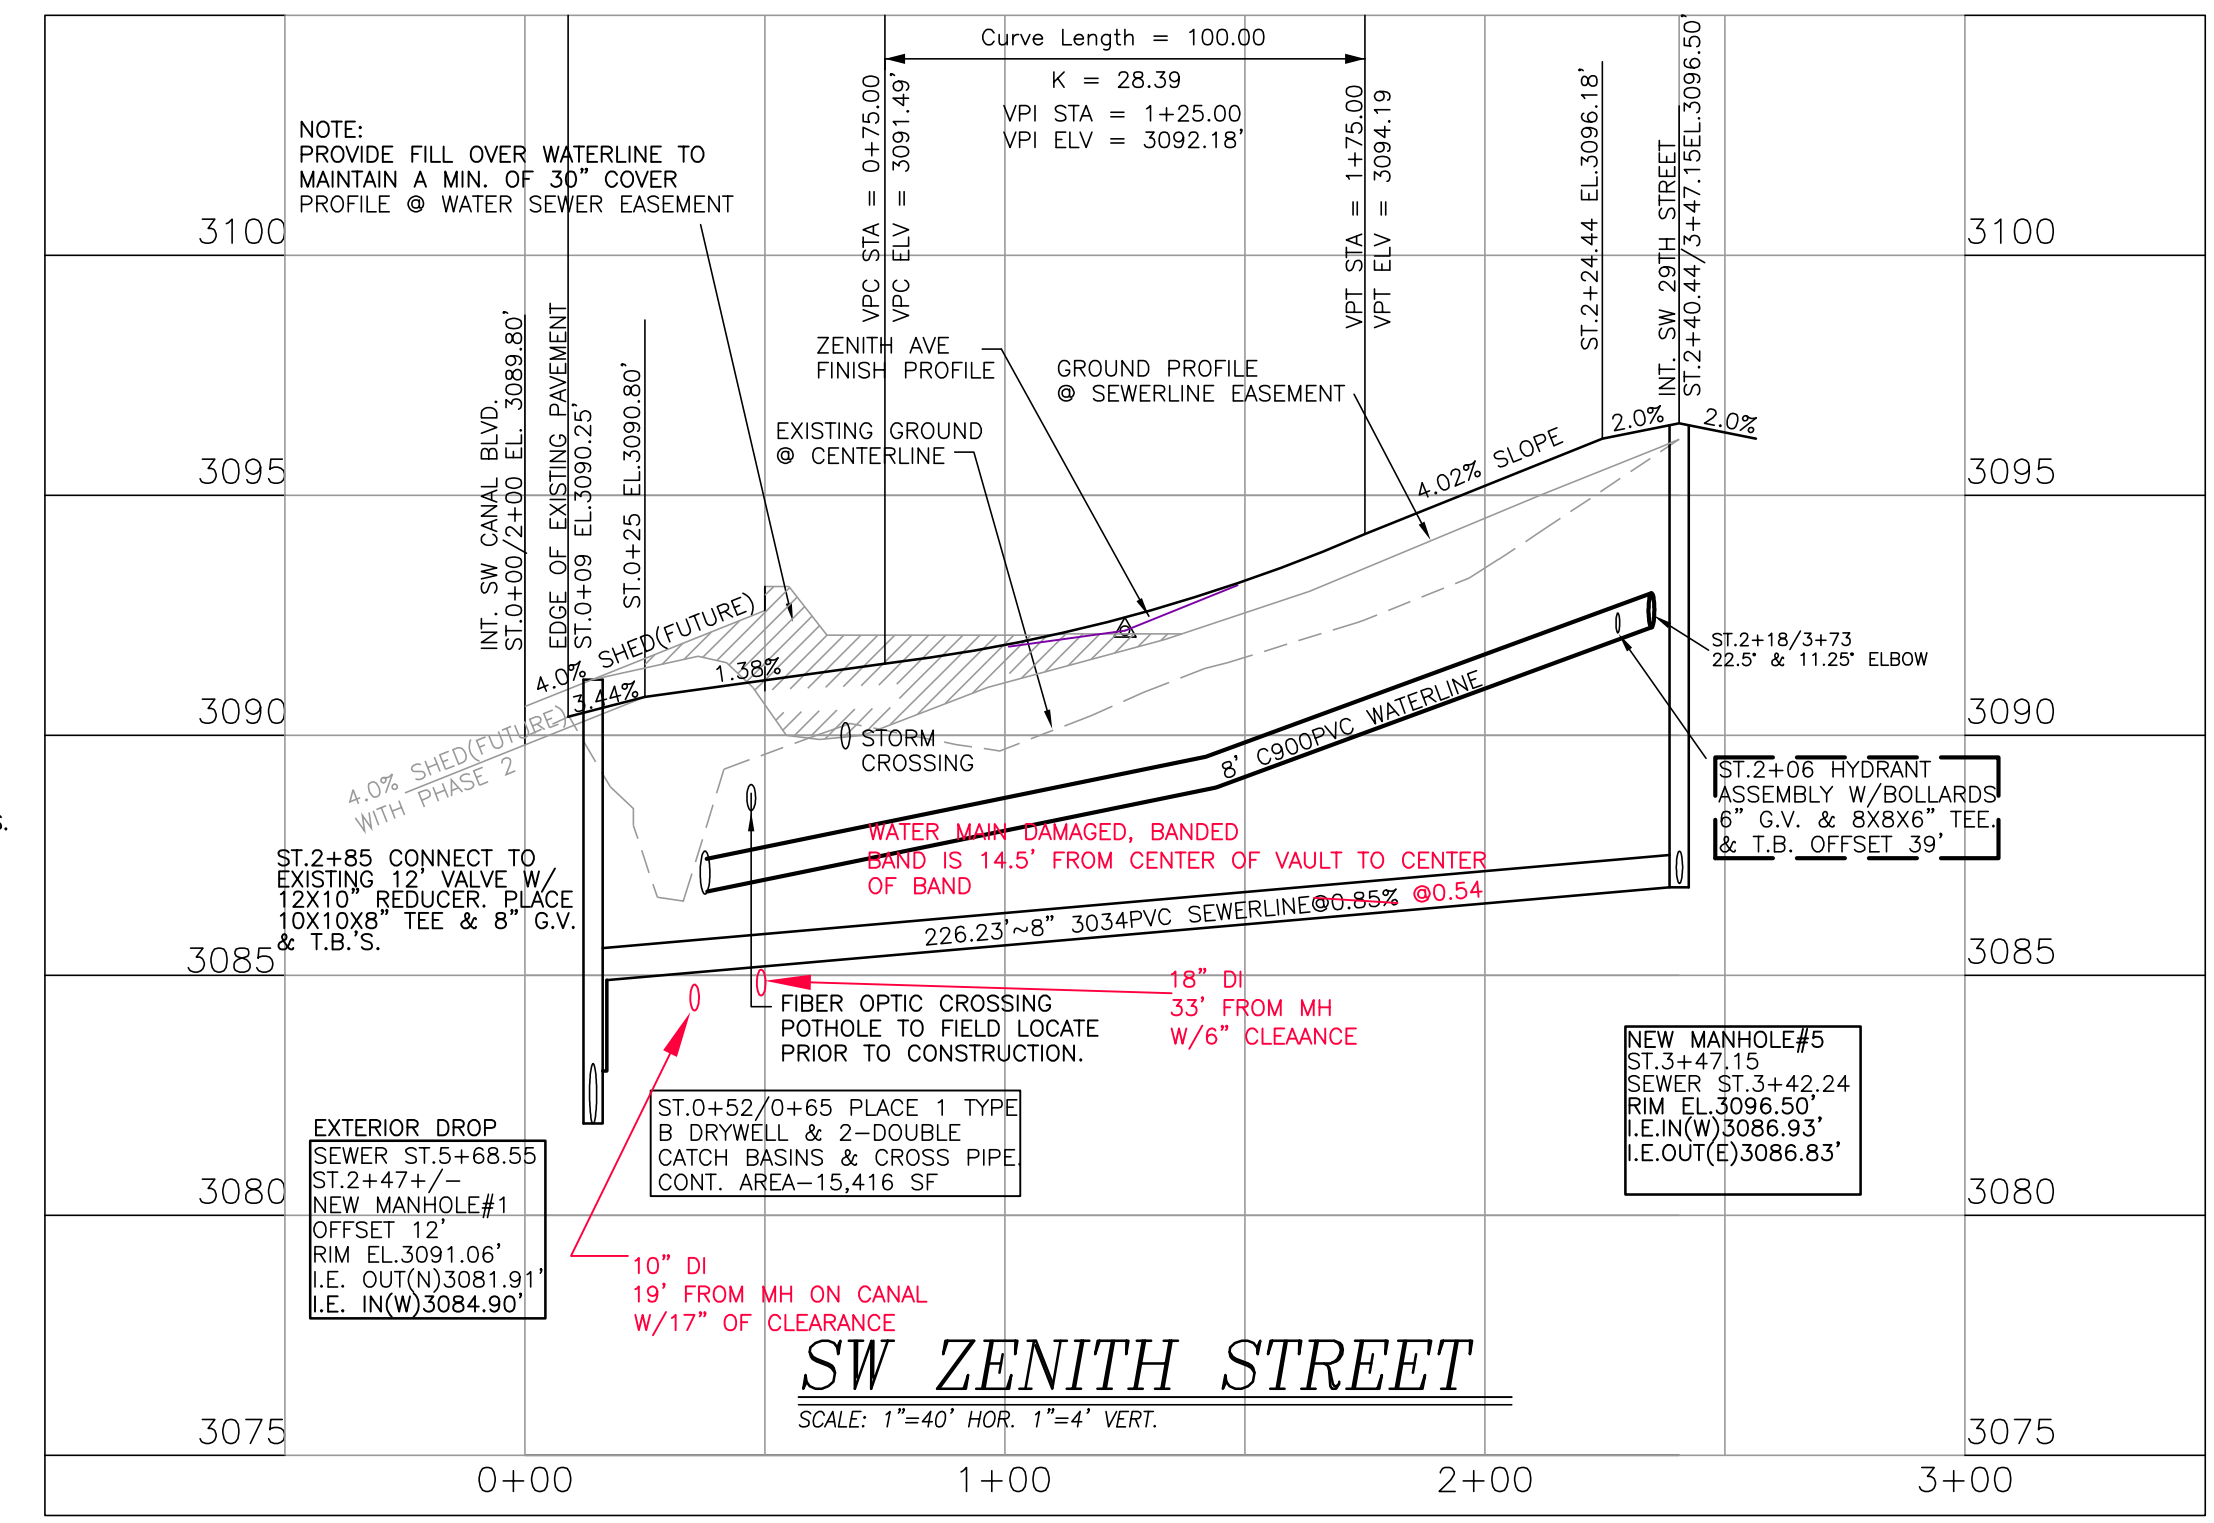 Curve Length = 100.00
K = 28.39
VPI STA = 1+25.00
VPI ELV = 3092.18'
VPC STA = 0+75.00
VPC ELV = 3091.49'
VPT STA = 1+75.00
VPT ELV = 3094.19
ST.2+24.44 EL.3096.18'
INT. SW 29TH STREET
ST.2+40.44/3+47.15EL.3096.50'
NOTE:
PROVIDE FILL OVER WATERLINE TO
MAINTAIN A MIN. OF 30" COVER
PROFILE @ WATER SEWER EASEMENT
3100
3100
INT. SW CANAL BLVD.
ST.0+00/2+00 EL. 3089.80'
EDGE OF EXISTING PAVEMENT
ST.0+09 EL.3090.25'
ST.0+25 EL.3090.80'
ZENITH AVE
FINISH PROFILE
GROUND PROFILE
@ SEWERLINE EASEMENT
EXISTING GROUND
@ CENTERLINE
4.02% SLOPE
2.0%
2.0%
3095
3095
4.0% SHED(FUTURE)
3.44%
1.38%
4.0% SHED(FUTURE)
WITH PHASE 2
3090
3090
STORM
CROSSING
8' C900PVC WATERLINE
ST.2+18/3+73
22.5° & 11.25° ELBOW
ST.2+06 HYDRANT
ASSEMBLY W/BOLLARDS
6" G.V. & 8X8X6" TEE.
& T.B. OFFSET 39'
S.
ST.2+85 CONNECT TO
EXISTING 12' VALVE W/
12X10" REDUCER. PLACE
10X10X8" TEE & 8" G.V.
& T.B.'S.
WATER MAIN DAMAGED, BANDED
BAND IS 14.5' FROM CENTER OF VAULT TO CENTER
OF BAND
226.23'~8" 3034PVC SEWERLINE@0.85% @0.54
3085
3085
18" DI
33' FROM MH
W/6" CLEAANCE
FIBER OPTIC CROSSING
POTHOLE TO FIELD LOCATE
PRIOR TO CONSTRUCTION.
NEW MANHOLE#5
ST.3+47.15
SEWER ST.3+42.24
RIM EL.3096.50'
I.E.IN(W)3086.93'
I.E.OUT(E)3086.83'
ST.0+52/0+65 PLACE 1 TYPE
B DRYWELL & 2-DOUBLE
CATCH BASINS & CROSS PIPE.
CONT. AREA-15,416 SF
EXTERIOR DROP
SEWER ST.5+68.55
ST.2+47+/-
NEW MANHOLE#1
OFFSET 12'
RIM EL.3091.06'
I.E. OUT(N)3081.91'
I.E. IN(W)3084.90'
3080
3080
10" DI
19' FROM MH ON CANAL
W/17" OF CLEARANCE
SW ZENITH STREET
SCALE: 1"=40' HOR. 1"=4' VERT.
3075
3075
0+00
1+00
2+00
3+00